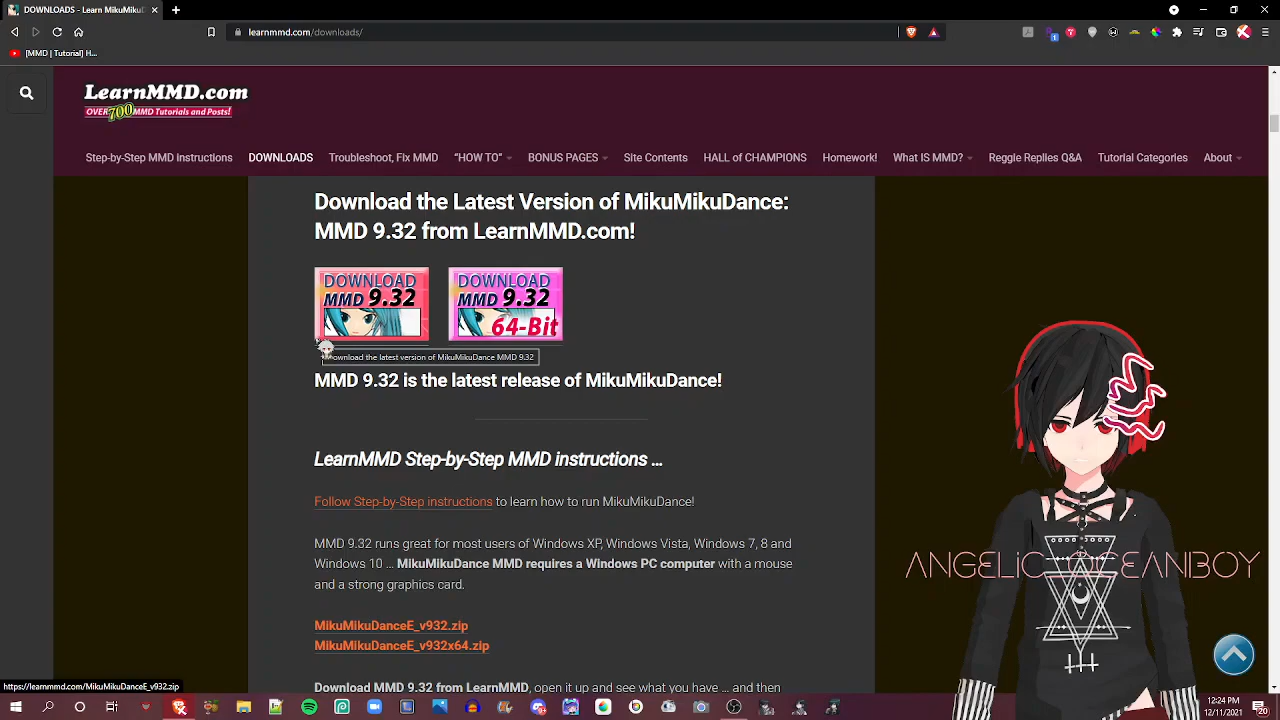 DOWNLOADS - Learn MikuMikuD
learnmmd.com/downloads/
[MMD | Tutorial] H...
LearnMMD.com
OVER 700 MMD Tutorials and Posts!
Step-by-Step MMD Instructions DOWNLOADS Troubleshoot, Fix MMD "HOW TO" BONUS PAGES Site Contents HALL of CHAMPIONS Homework! What IS MMD? Reggie Replies Q&A Tutorial Categories About
Download the Latest Version of MikuMikuDance:
MMD 9.32 from LearnMMD.com!
DOWNLOAD
MMD 9.32
DOWNLOAD
MMD 9.32
64-Bit
Download the latest version of MikuMikuDance MMD 9.32
MMD 9.32 is the latest release of MikuMikuDance!
LearnMMD Step-by-Step MMD instructions ...
Follow Step-by-Step instructions to learn how to run MikuMikuDance!
MMD 9.32 runs great for most users of Windows XP, Windows Vista, Windows 7, 8 and
Windows 10 ... MikuMikuDance MMD requires a Windows PC computer with a mouse
and a strong graphics card.
MikuMikuDanceE_v932.zip
MikuMikuDanceE_v932x64.zip
Download MMD 9.32 from LearnMMD, open it up and see what you have ... and then
ANGELiC OCEANBOY
https://learnmmd.com/MikuMikuDanceE_v932.zip
12:24 PM
12/11/2021